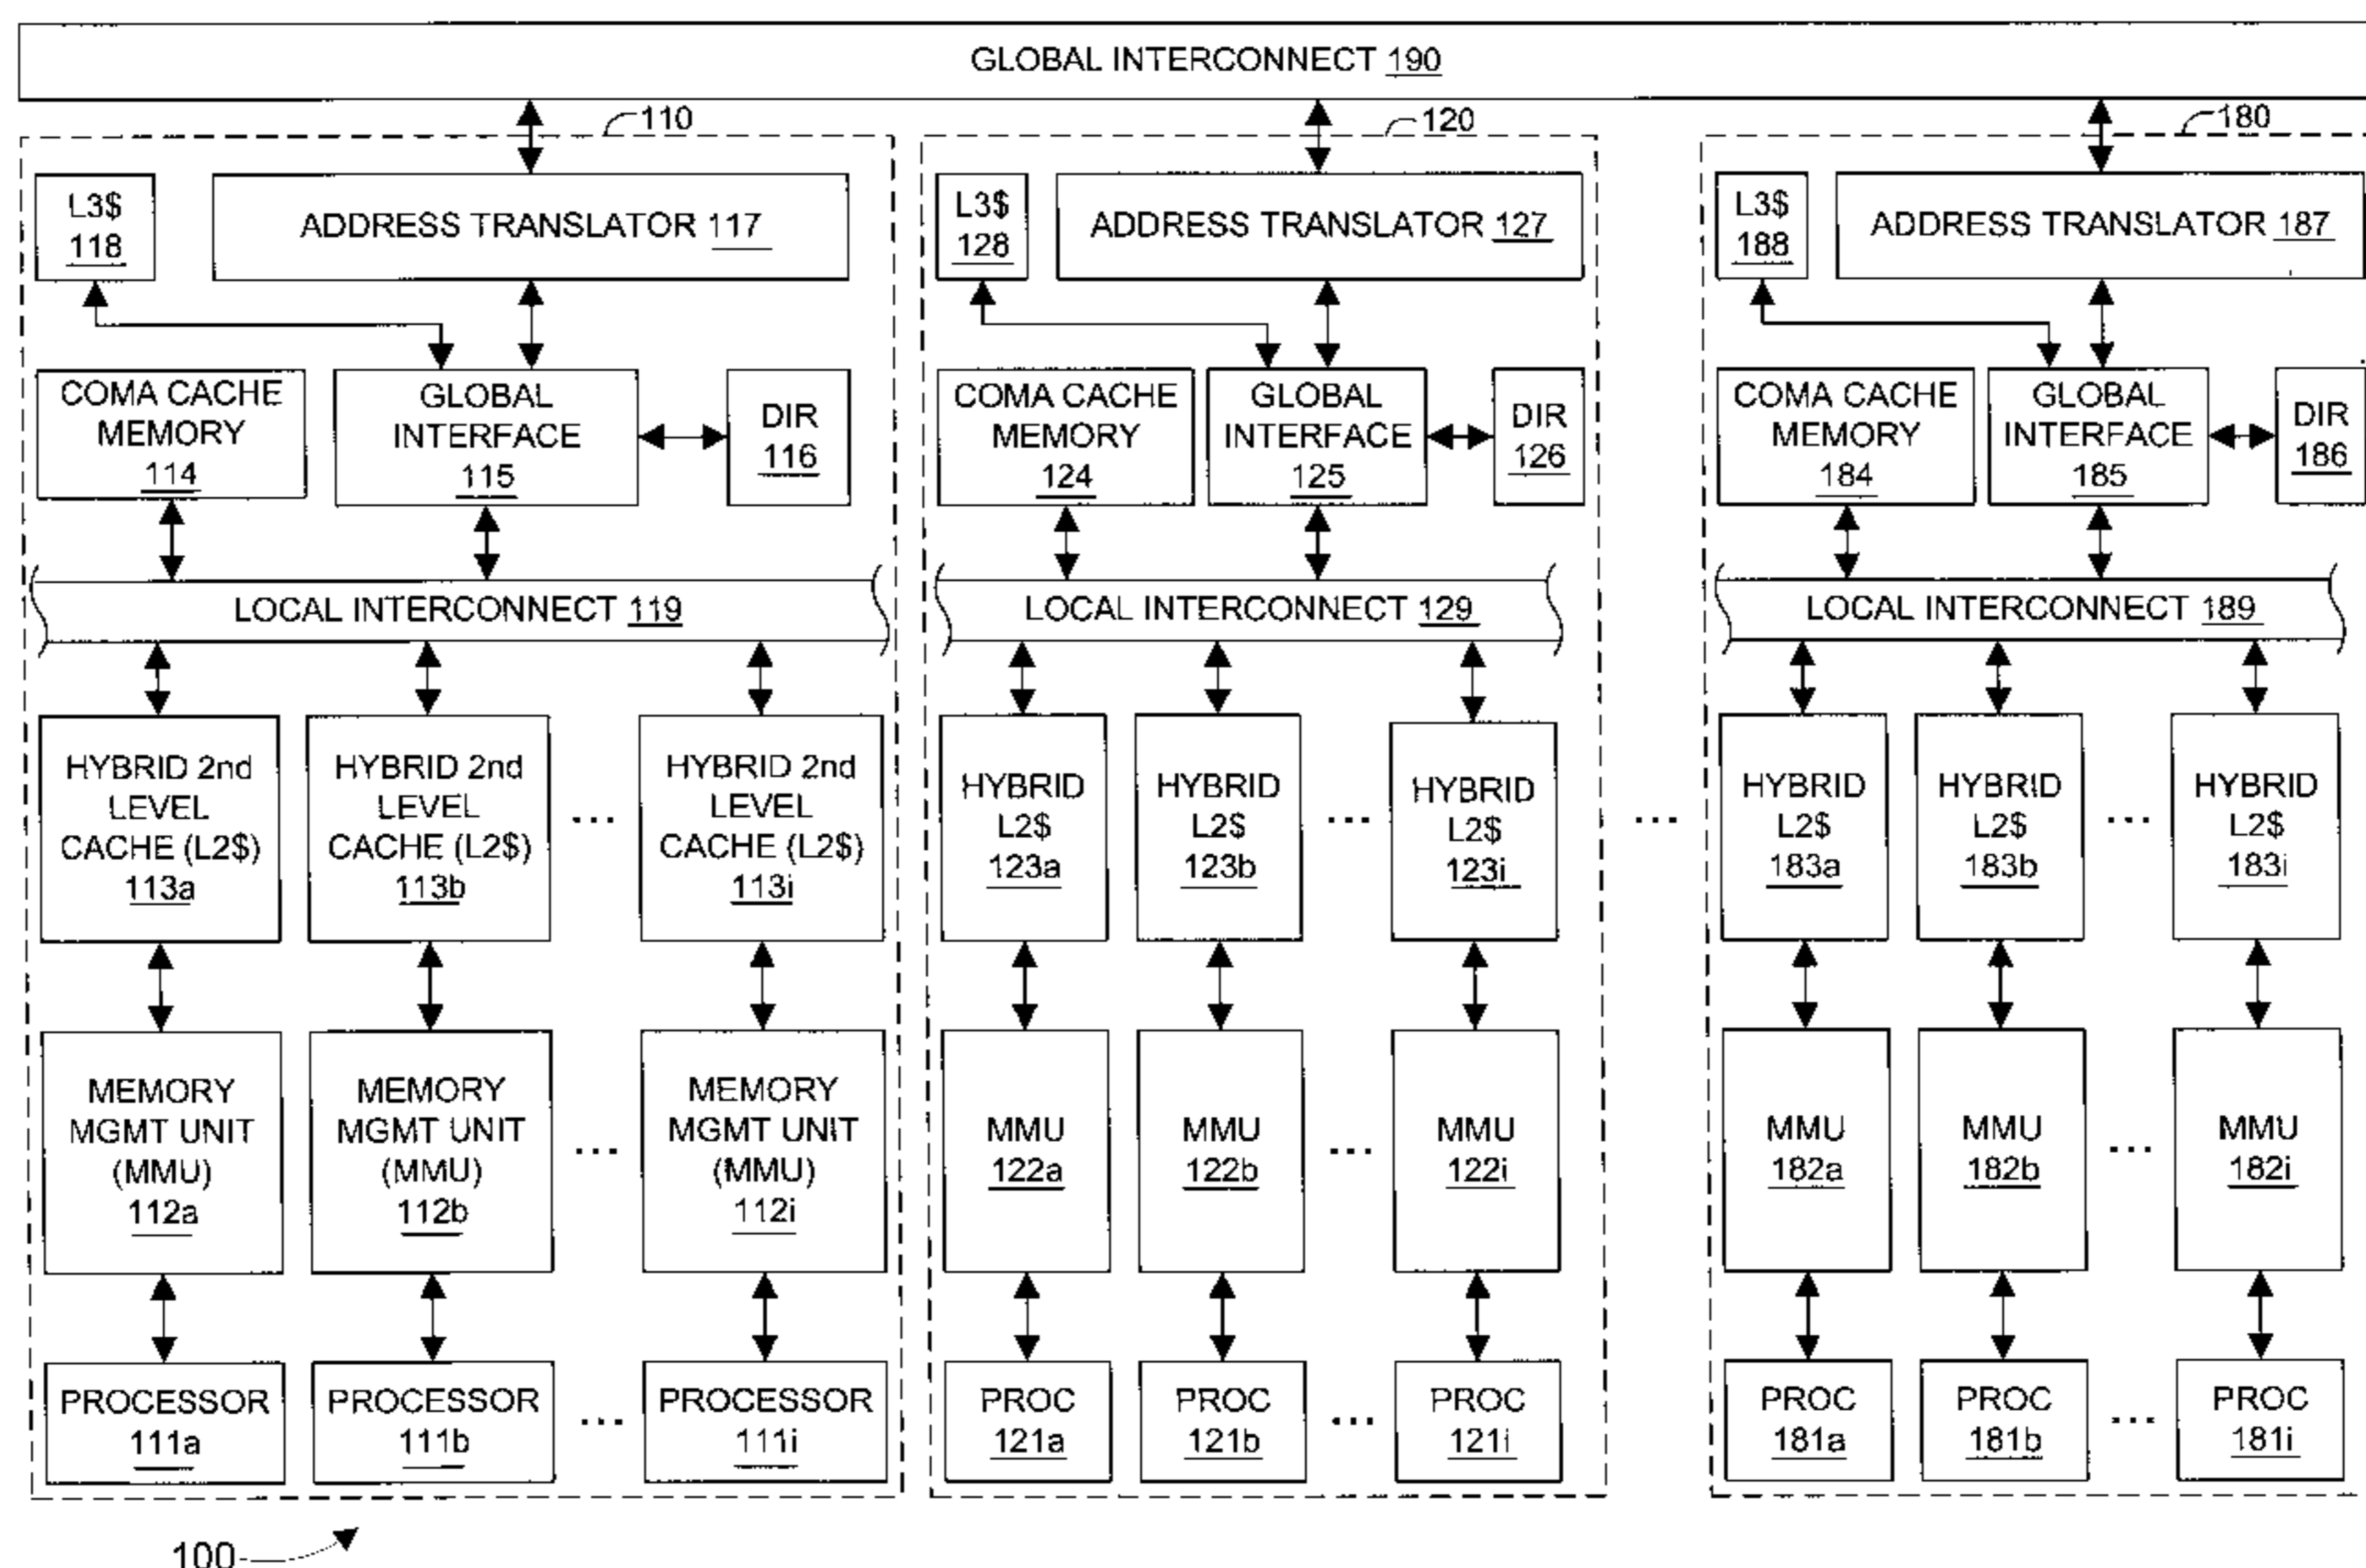 GLOBAL INTERCONNECT 190
110
120
180
L3$
118
ADDRESS TRANSLATOR 117
L3$
128
ADDRESS TRANSLATOR 127
L3$
188
ADDRESS TRANSLATOR 187
COMA CACHE
MEMORY
114
GLOBAL
INTERFACE
115
DIR
116
COMA CACHE
MEMORY
124
GLOBAL
INTERFACE
125
DIR
126
COMA CACHE
MEMORY
184
GLOBAL
INTERFACE
185
DIR
186
LOCAL INTERCONNECT 119
LOCAL INTERCONNECT 129
LOCAL INTERCONNECT 189
HYBRID 2nd
LEVEL
CACHE (L2$)
113a
HYBRID 2nd
LEVEL
CACHE (L2$)
113b
...
HYBRID 2nd
LEVEL
CACHE (L2$)
113i
HYBRID
L2$
123a
HYBRID
L2$
123b
...
HYBRID
L2$
123i
...
HYBRID
L2$
183a
HYBRID
L2$
183b
...
HYBRID
L2$
183i
MEMORY
MGMT UNIT
(MMU)
112a
MEMORY
MGMT UNIT
(MMU)
112b
...
MEMORY
MGMT UNIT
(MMU)
112i
MMU
122a
MMU
122b
...
MMU
122i
MMU
182a
MMU
182b
...
MMU
182i
PROCESSOR
111a
PROCESSOR
111b
...
PROCESSOR
111i
PROC
121a
PROC
121b
...
PROC
121i
PROC
181a
PROC
181b
...
PROC
181i
100